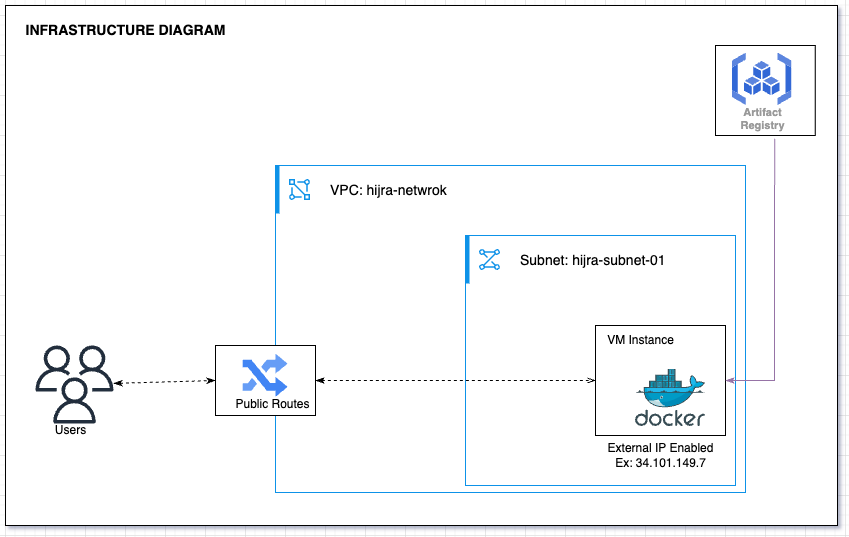 INFRASTRUCTURE DIAGRAM
Artifact
Registry
VPC: hijra-netwrok
Subnet: hijra-subnet-01
VM Instance
docker
Public Routes
Users
External IP Enabled
Ex: 34.101.149.7